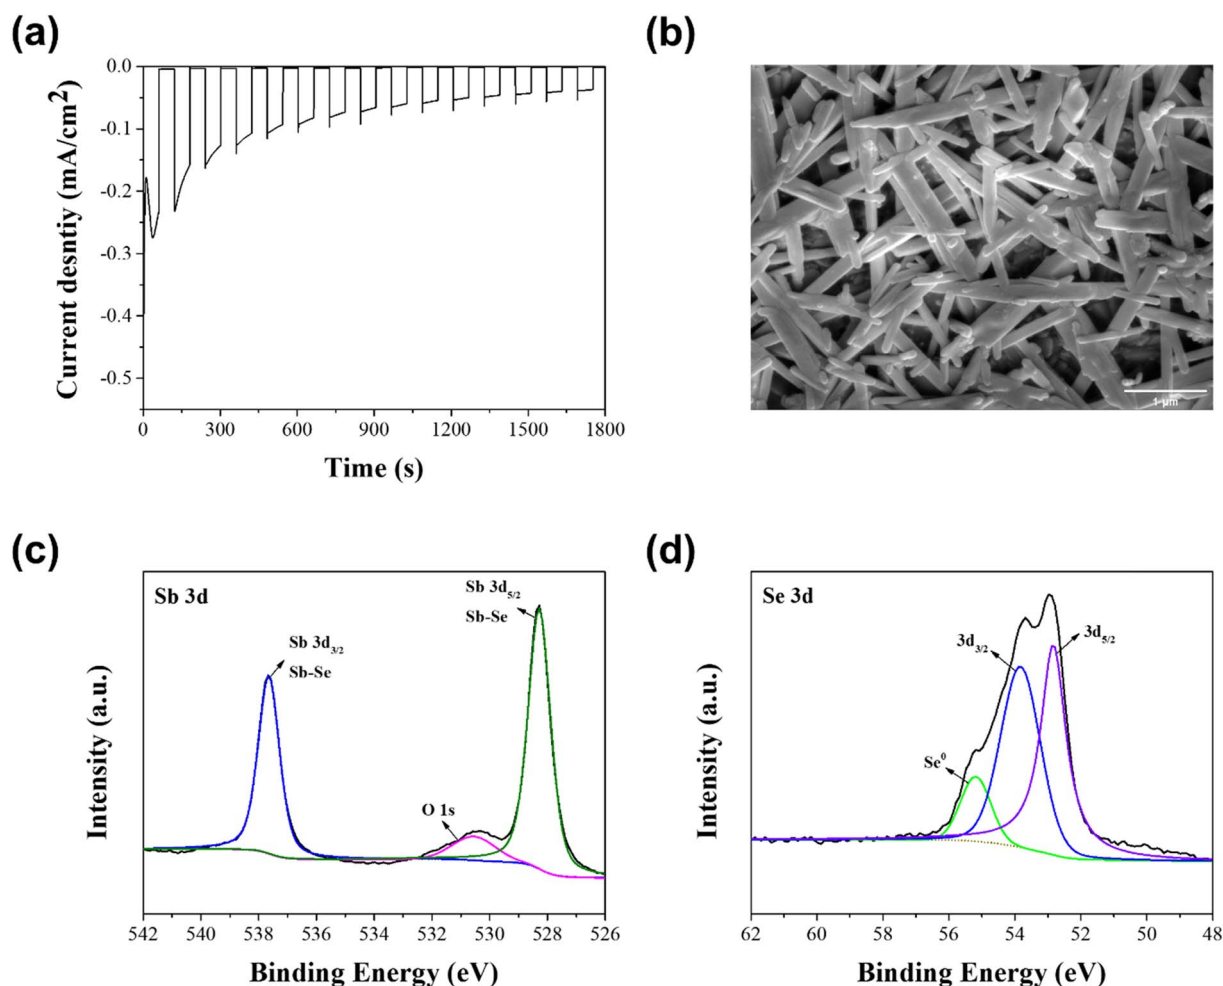 (a)
0.0
-0.1
-0.2
-0.3
-0.4
-0.5
Current desntiy (mA/cm2)
0 300 600 900 1200 1500 1800
Time (s)
(b)
1 µm
(c)
Sb 3d
Sb 3d3/2
Sb-Se
O 1s
Sb 3d5/2
Sb-Se
Intensity (a.u.)
542 540 538 536 534 532 530 528 526
Binding Energy (eV)
(d)
Se 3d
3d3/2
3d5/2
Se0
Intensity (a.u.)
62 60 58 56 54 52 50 48
Binding Energy (eV)